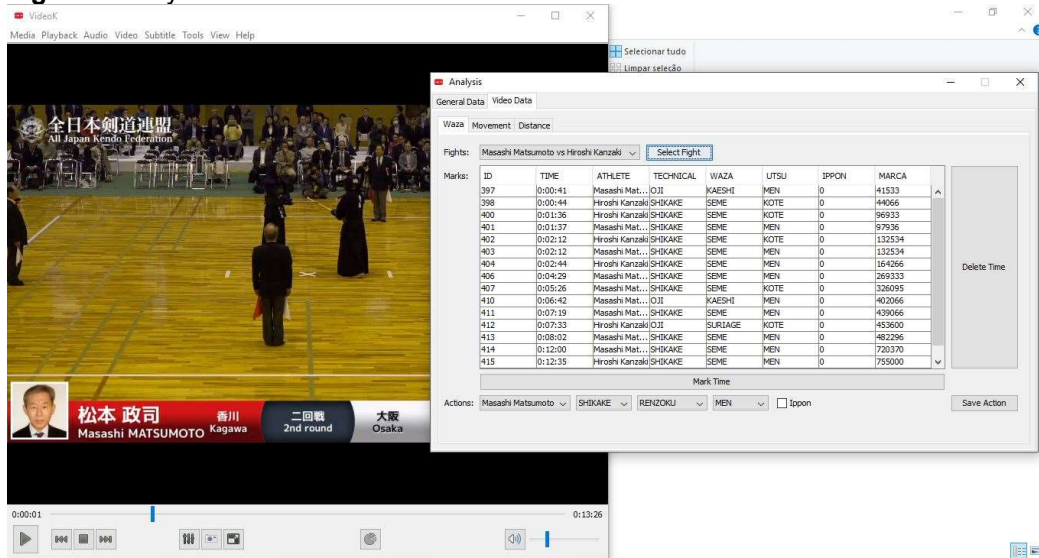 VideoK
Media Playback Audio Video Subtitle Tools View Help
Selecionar tudo
Limpar seleção
全日本剣道連盟
All Japan Kendo Federation
松本 政司
Masashi MATSUMOTO
香川
Kagawa
二回戦
2nd round
大阪
Osaka
0:00:01
0:13:26
Analysis
General Data Video Data
Waza Movement Distance
Fights: Masashi Matsumoto vs Hiroshi Kanzaki Select Fight
Marks:
ID TIME ATHLETE TECHNICAL WAZA UTSU IPPON MARCA
397 0:00:41 Masashi Mat... OJI KAESHI MEN 0 41533
398 0:00:44 Hiroshi Kanzaki SHIKAKE SEME KOTE 0 44066
400 0:01:36 Hiroshi Kanzaki SHIKAKE SEME KOTE 0 96933
401 0:01:37 Masashi Mat... SHIKAKE SEME MEN 0 97936
402 0:02:12 Hiroshi Kanzaki SHIKAKE SEME KOTE 0 132534
403 0:02:12 Masashi Mat... SHIKAKE SEME MEN 0 132534
404 0:02:44 Hiroshi Kanzaki SHIKAKE SEME MEN 0 164266
406 0:04:29 Masashi Mat... SHIKAKE SEME MEN 0 269333
407 0:05:26 Masashi Mat... SHIKAKE SEME KOTE 0 326095
410 0:06:42 Masashi Mat... OJI KAESHI MEN 0 402066
411 0:07:19 Masashi Mat... SHIKAKE SEME MEN 0 439066
412 0:07:33 Hiroshi Kanzaki OJI SURIAGE KOTE 0 453600
413 0:08:02 Masashi Mat... SHIKAKE SEME MEN 0 482296
414 0:12:00 Masashi Mat... SHIKAKE SEME MEN 0 720370
415 0:12:35 Hiroshi Kanzaki SHIKAKE SEME MEN 0 755000
Delete Time
Mark Time
Actions: Masashi Matsumoto SHIKAKE RENZOKU MEN Ippon Save Action